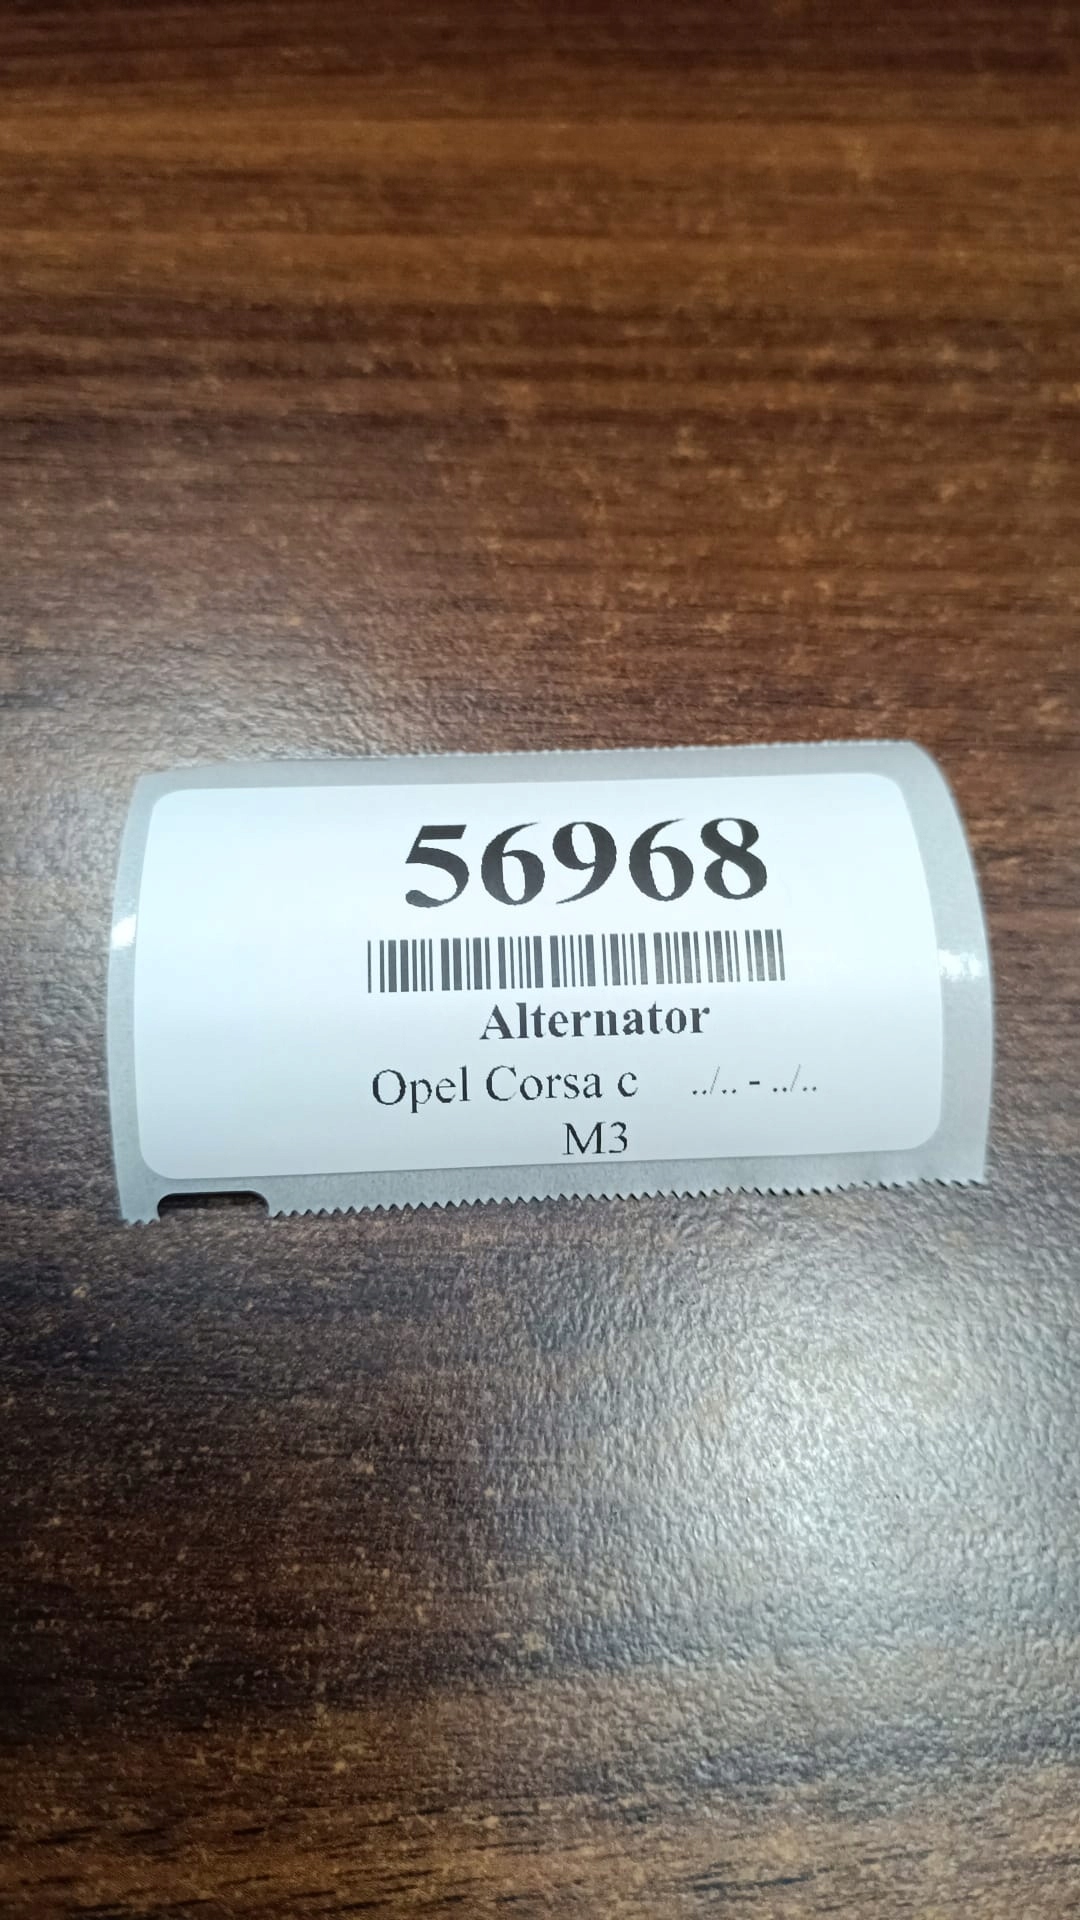 56968
Alternator
Opel Corsa c ../.. - ../..
M3